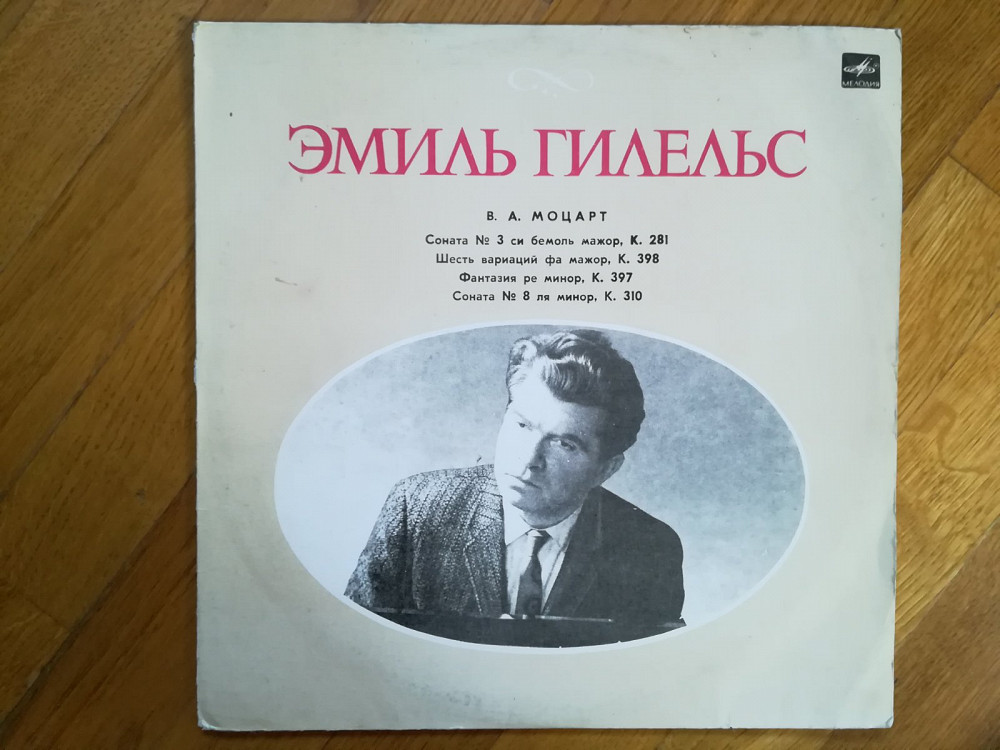 МЕЛОДИЯ
ЭМИЛЬ ГИЛЕЛЬС
В. А. МОЦАРТ
Соната № 3 си бемоль мажор, К. 281
Шесть вариаций фа мажор, К. 398
Фантазия ре минор, К. 397
Соната № 8 ля минор, К. 310